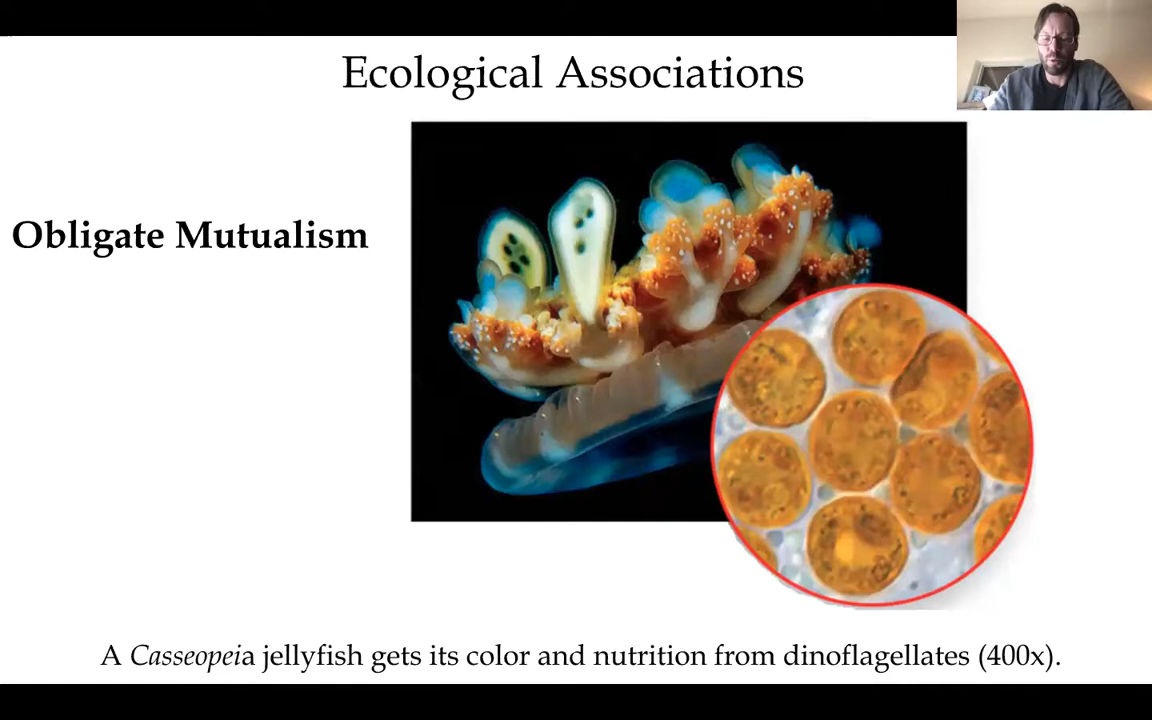 Ecological Associations
Obligate Mutualism
A Casseopeia jellyfish gets its color and nutrition from dinoflagellates (400x).